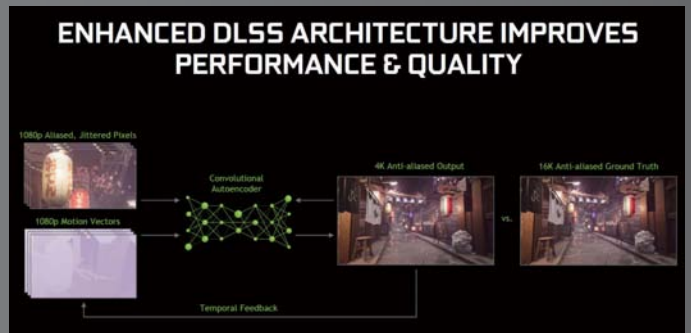 ENHANCED DLSS ARCHITECTURE IMPROVES
PERFORMANCE & QUALITY
1080p Aliased, Jittered Pixels
Convolutional
Autoencoder
4K Anti-aliased Output
16K Anti-aliased Ground Truth
1080p Motion Vectors
vs.
Temporal Feedback